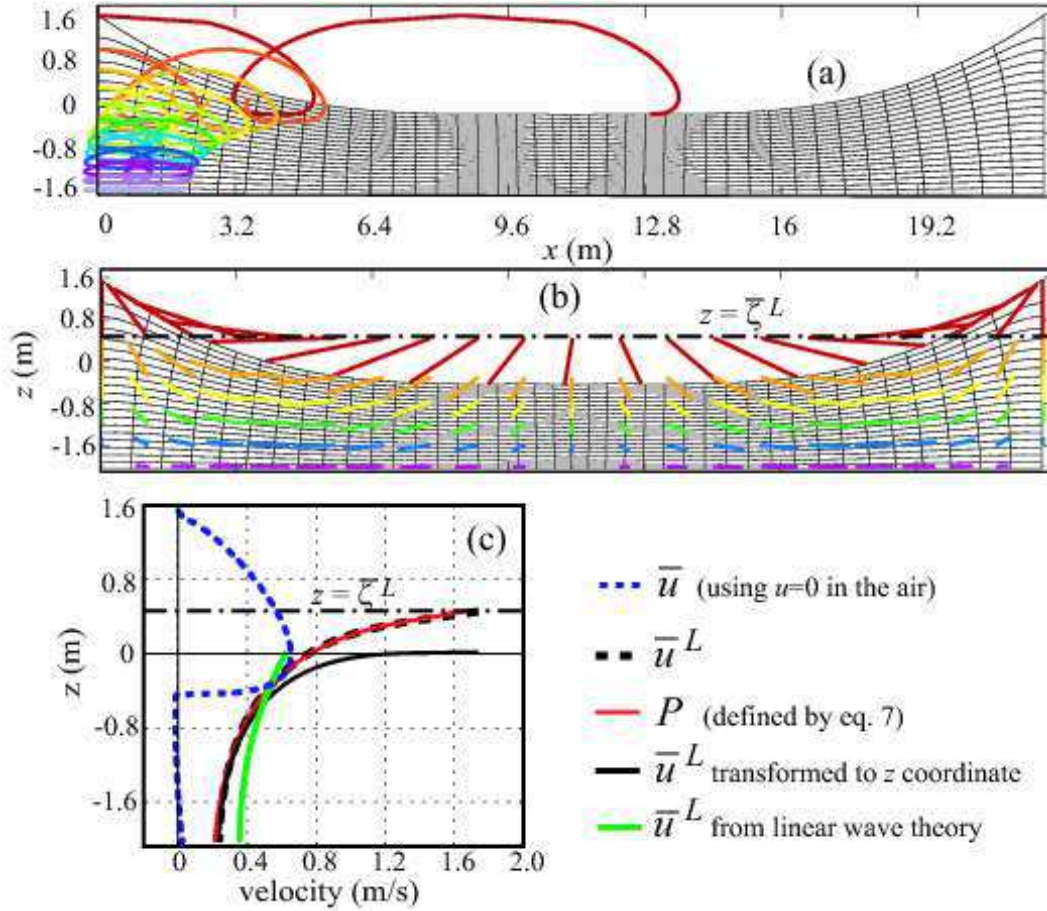 1.6
0.8
0
-0.8
-1.6
(a)
0 3.2 6.4 9.6 12.8 16 19.2
x (m)
1.6
0.8
0
-0.8
-1.6
z (m)
(b)
z = ζ̅ᴸ
1.6
0.8
0
-0.8
-1.6
z (m)
(c)
z = ζ̅ᴸ
0 0.4 0.8 1.2 1.6 2.0
velocity (m/s)
u̅ (using u=0 in the air)
u̅ᴸ
P (defined by eq. 7)
u̅ᴸ transformed to z coordinate
u̅ᴸ from linear wave theory